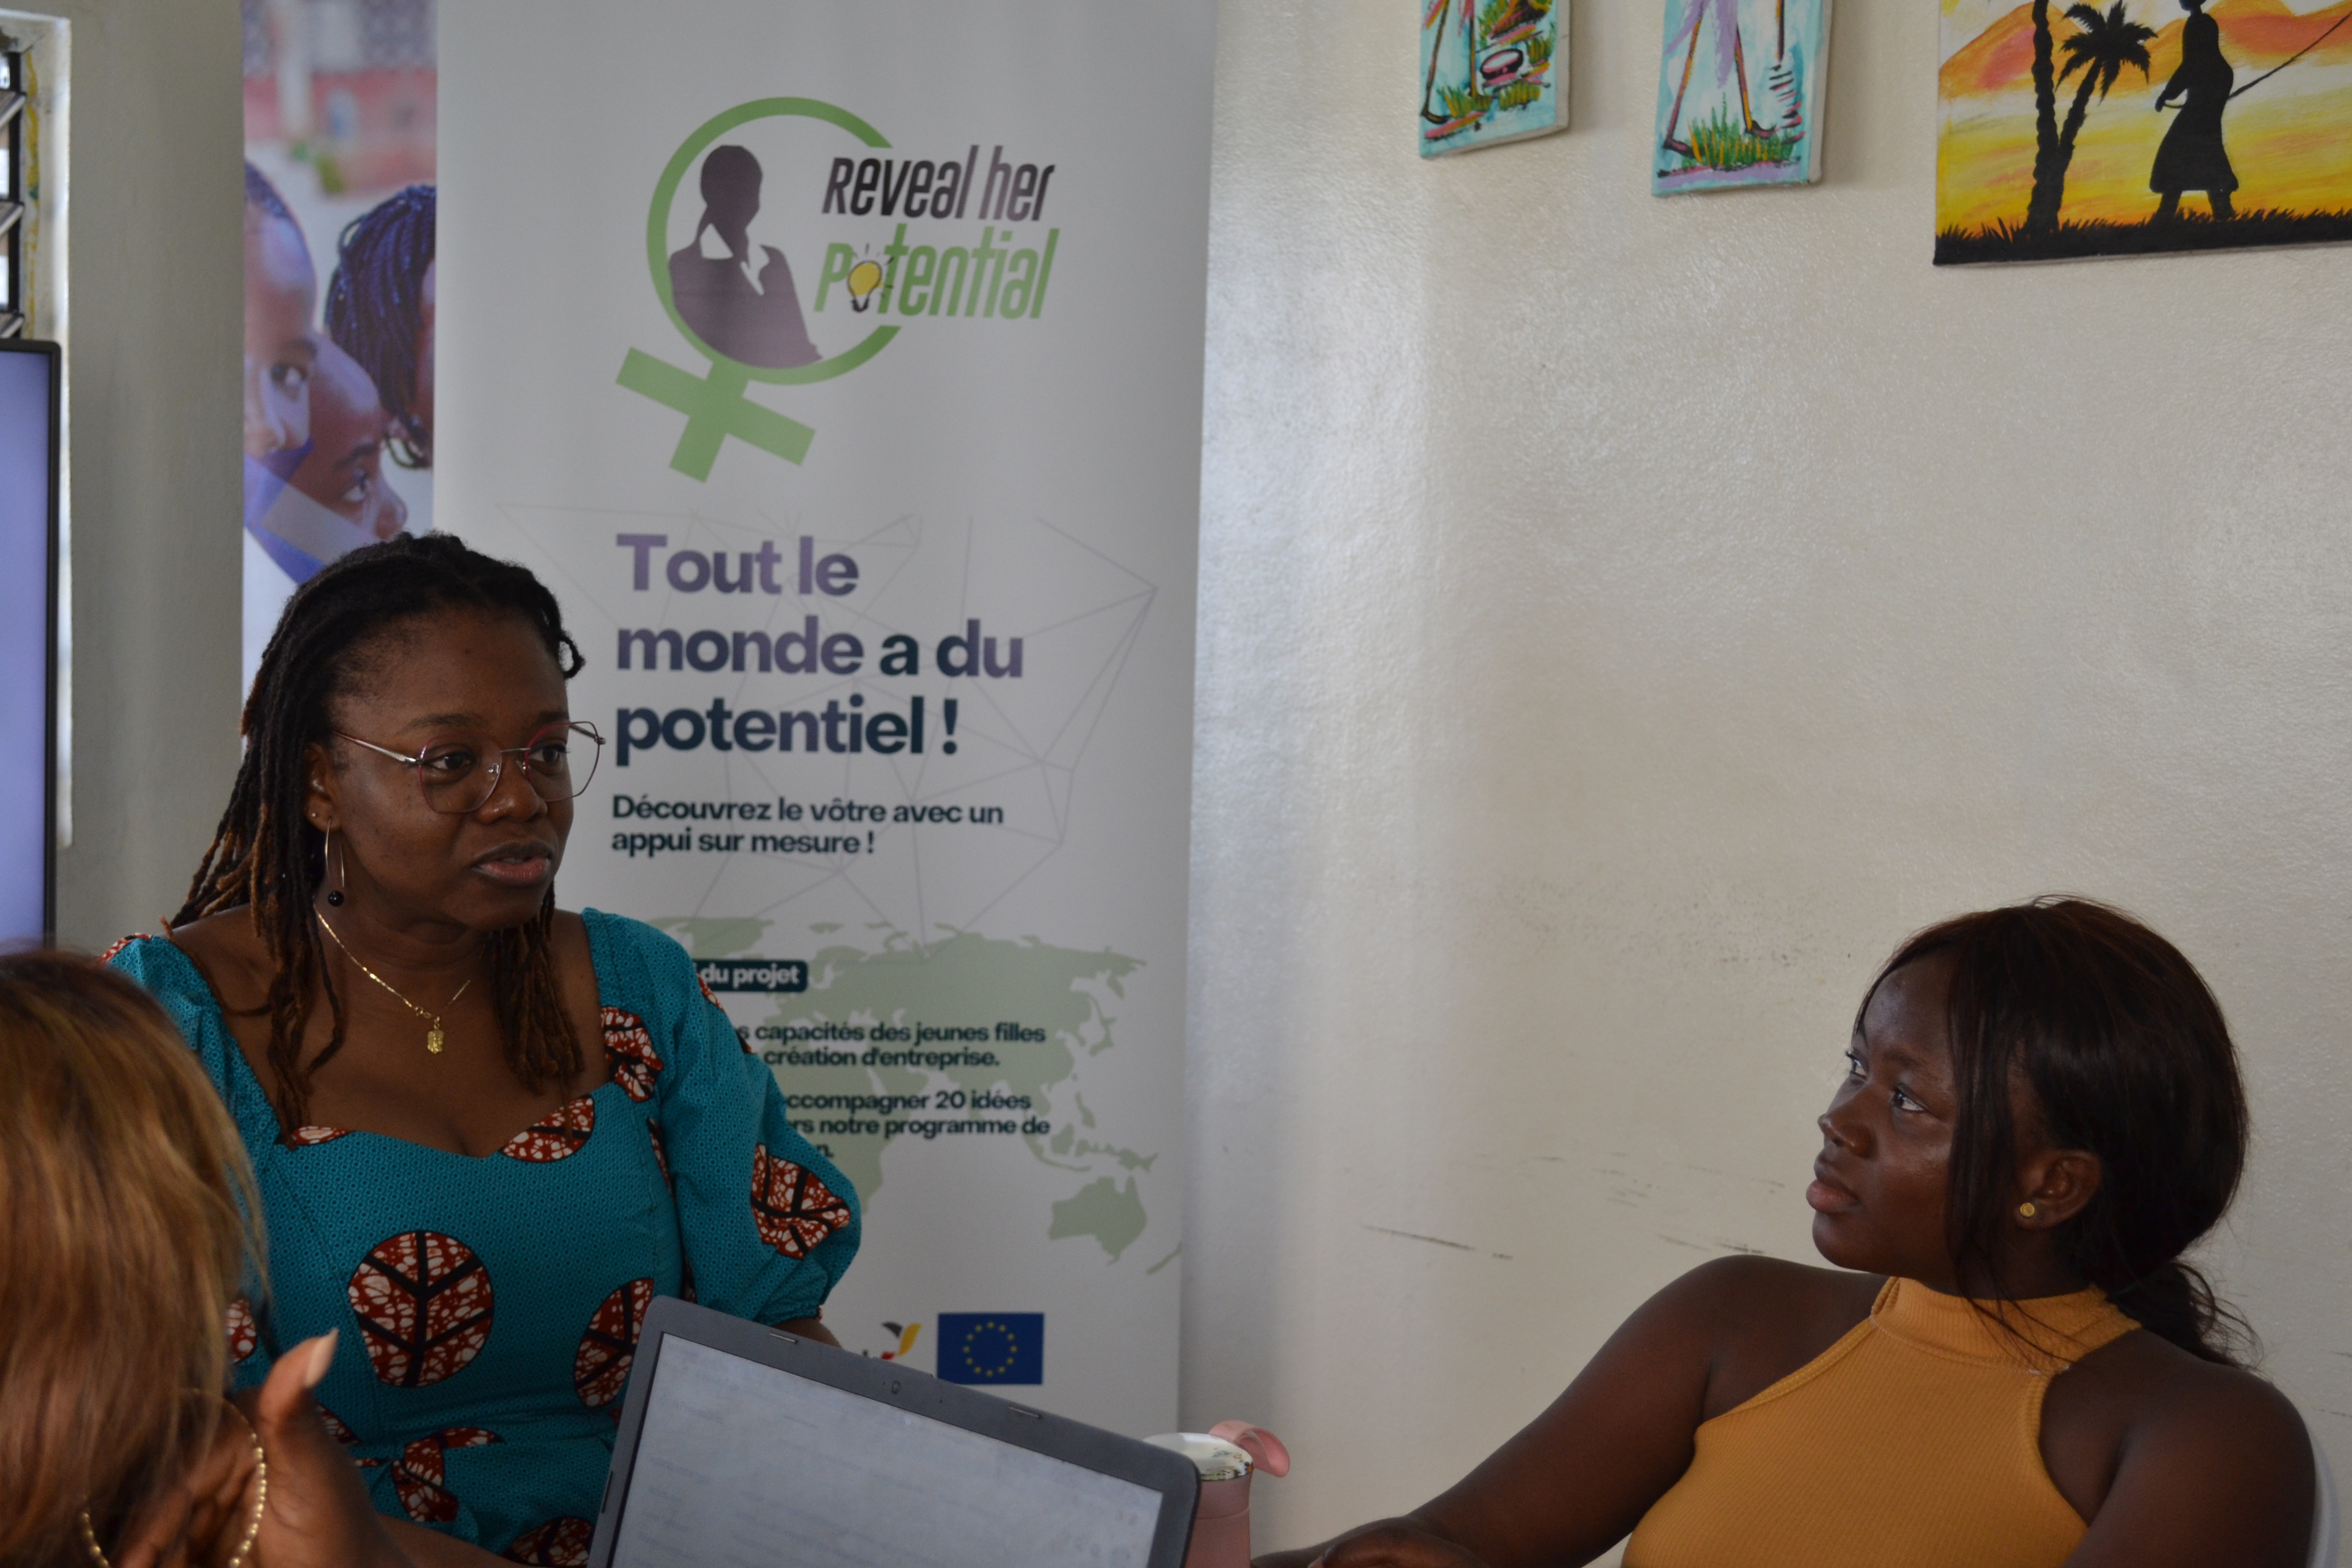 Reveal her
Potential
Tout le
monde a du
potentiel !
Découvrez le vôtre avec un
appui sur mesure !
du projet
capacités des jeunes filles
création d'entreprise.
accompagner 20 idées
notre programme de